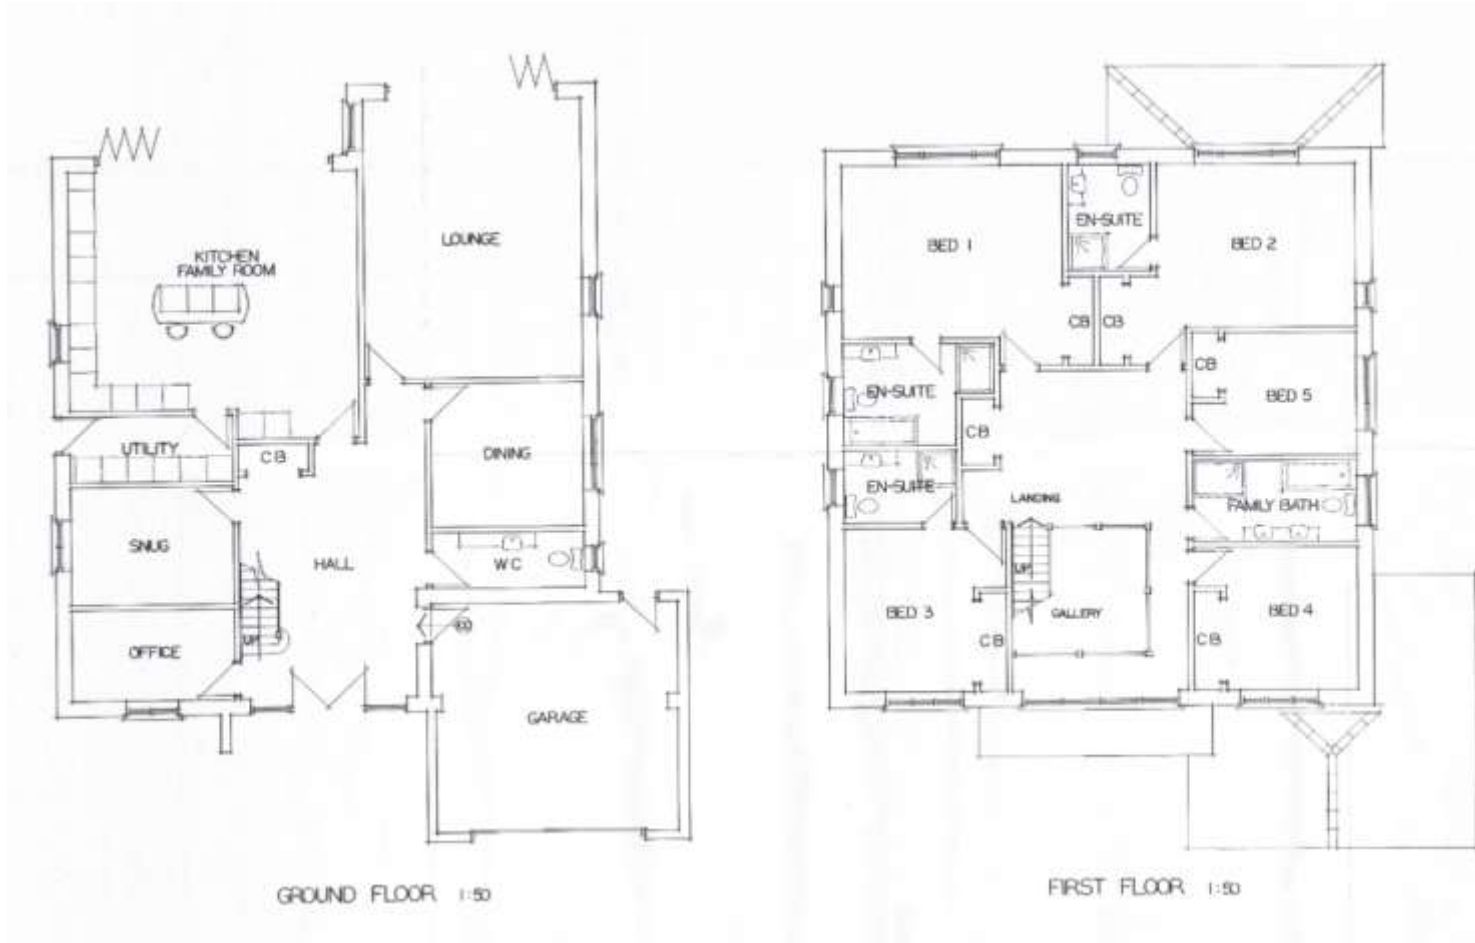 KITCHEN
FAMILY ROOM
LOUNGE
UTILITY
CB
DINING
SNUG
HALL
WC
OFFICE
UP
GARAGE
GROUND FLOOR 1:50
BED 1
EN-SUITE
BED 2
CB
CB
EN-SUITE
CB
BED 5
CB
EN-SUITE
LANDING
FAMILY BATH
UP
BED 3
GALLERY
BED 4
CB
CB
FIRST FLOOR 1:50